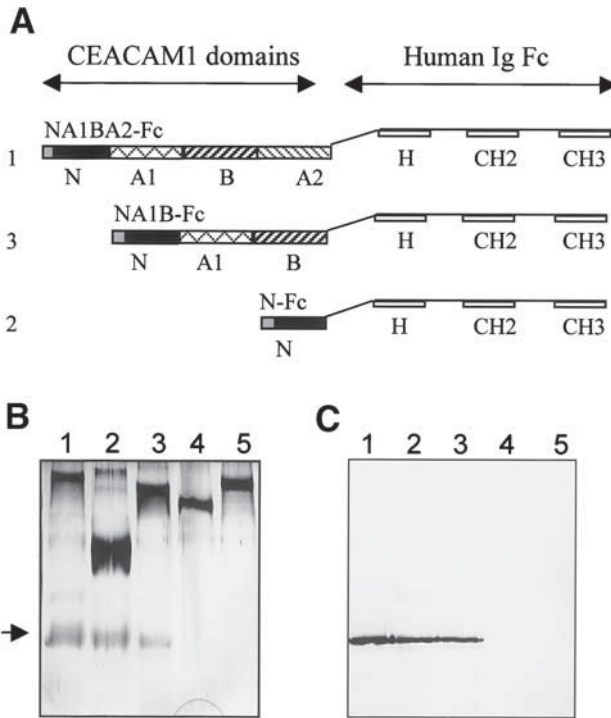 A
CEACAM1 domains Human Ig Fc
NA1BA2-Fc
1 H CH2 CH3
N A1 B A2
NA1B-Fc
3 H CH2 CH3
N A1 B
N-Fc
2 H CH2 CH3
N
B C
1 2 3 4 5 1 2 3 4 5